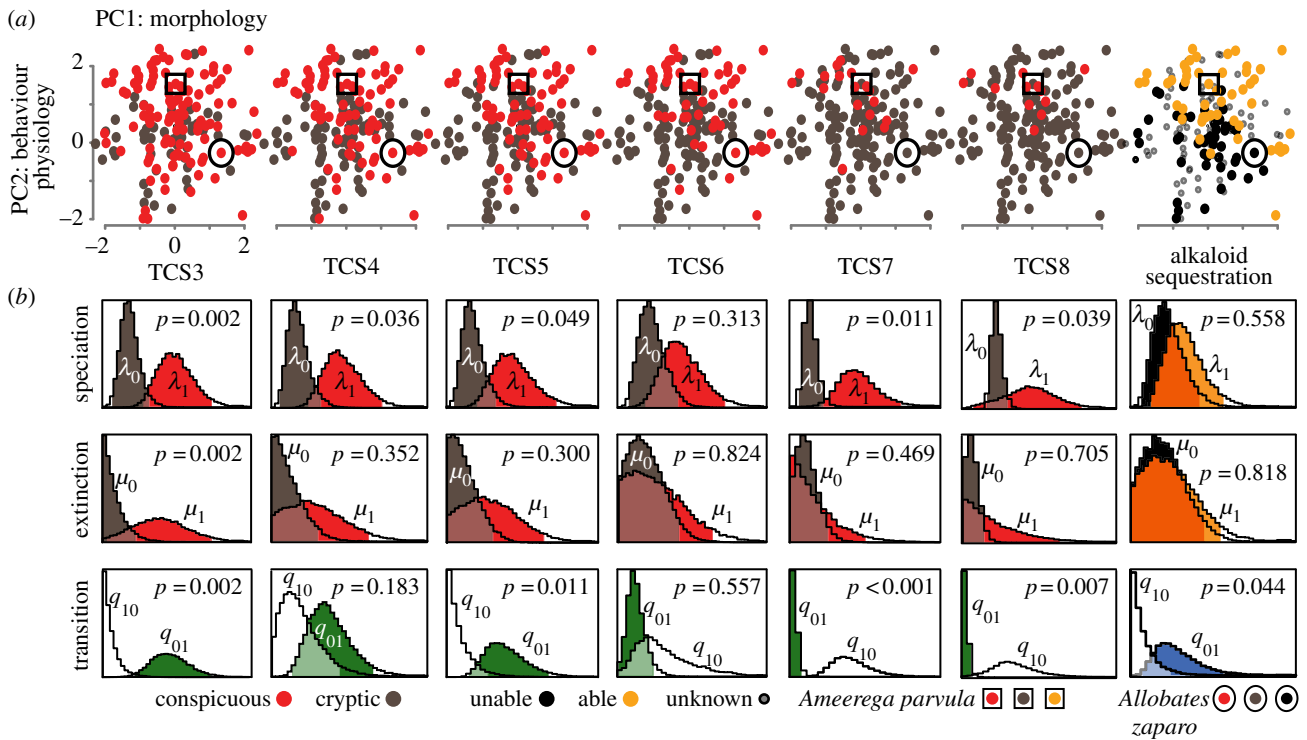 (a) PC1: morphology
PC2: behaviour
physiology
2
1
0
−2
−2 0 2
TCS3 TCS4 TCS5 TCS6 TCS7 TCS8 alkaloid
sequestration
(b)
speciation
p = 0.002 p = 0.036 p = 0.049 p = 0.313 p = 0.011 p = 0.039 p = 0.558
λ0 λ1 λ0 λ1 λ0 λ1 λ0 λ1 λ0 λ1 λ0 λ1 λ0 λ1
extinction
p = 0.002 p = 0.352 p = 0.300 p = 0.824 p = 0.469 p = 0.705 p = 0.818
μ0 μ1 μ0 μ1 μ0 μ1 μ0 μ1 μ0 μ1 μ0 μ1 μ0 μ1
transition
p = 0.002 p = 0.183 p = 0.011 p = 0.557 p < 0.001 p = 0.007 p = 0.044
q10 q01 q10 q01 q10 q01 q01 q10 q01 q10 q01 q10 q10 q01
conspicuous cryptic unable able unknown Ameerega parvula Allobates
zaparo